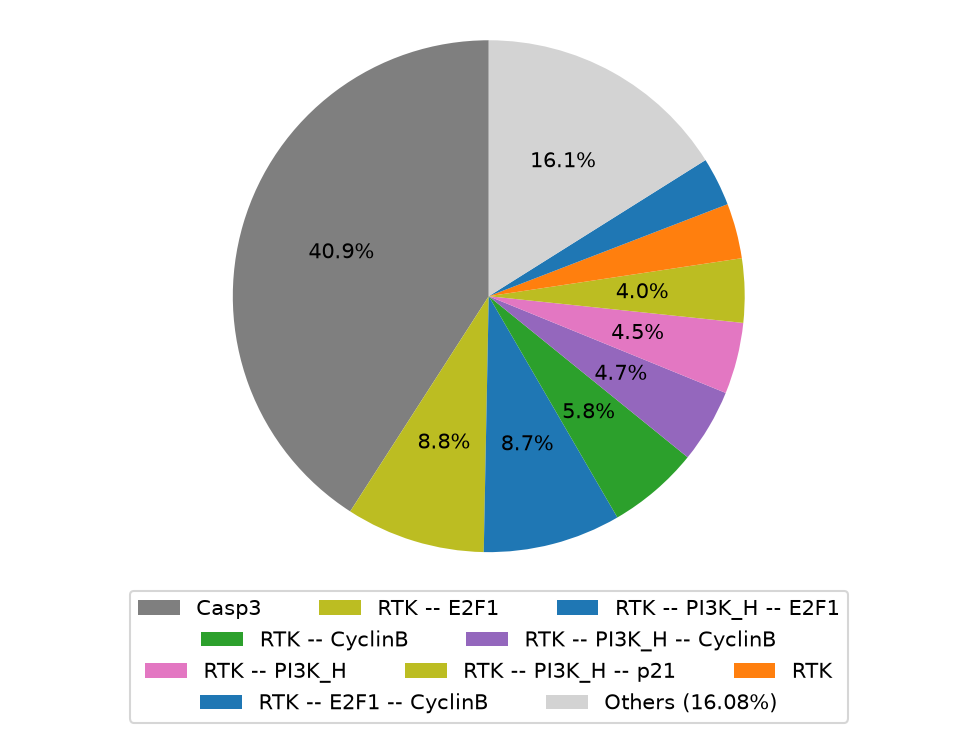 16.1%
40.9%
4.0%
4.5%
4.7%
5.8%
8.8%
8.7%
Casp3 RTK -- E2F1 RTK -- PI3K_H -- E2F1
RTK -- CyclinB RTK -- PI3K_H -- CyclinB
RTK -- PI3K_H RTK -- PI3K_H -- p21 RTK
RTK -- E2F1 -- CyclinB Others (16.08%)